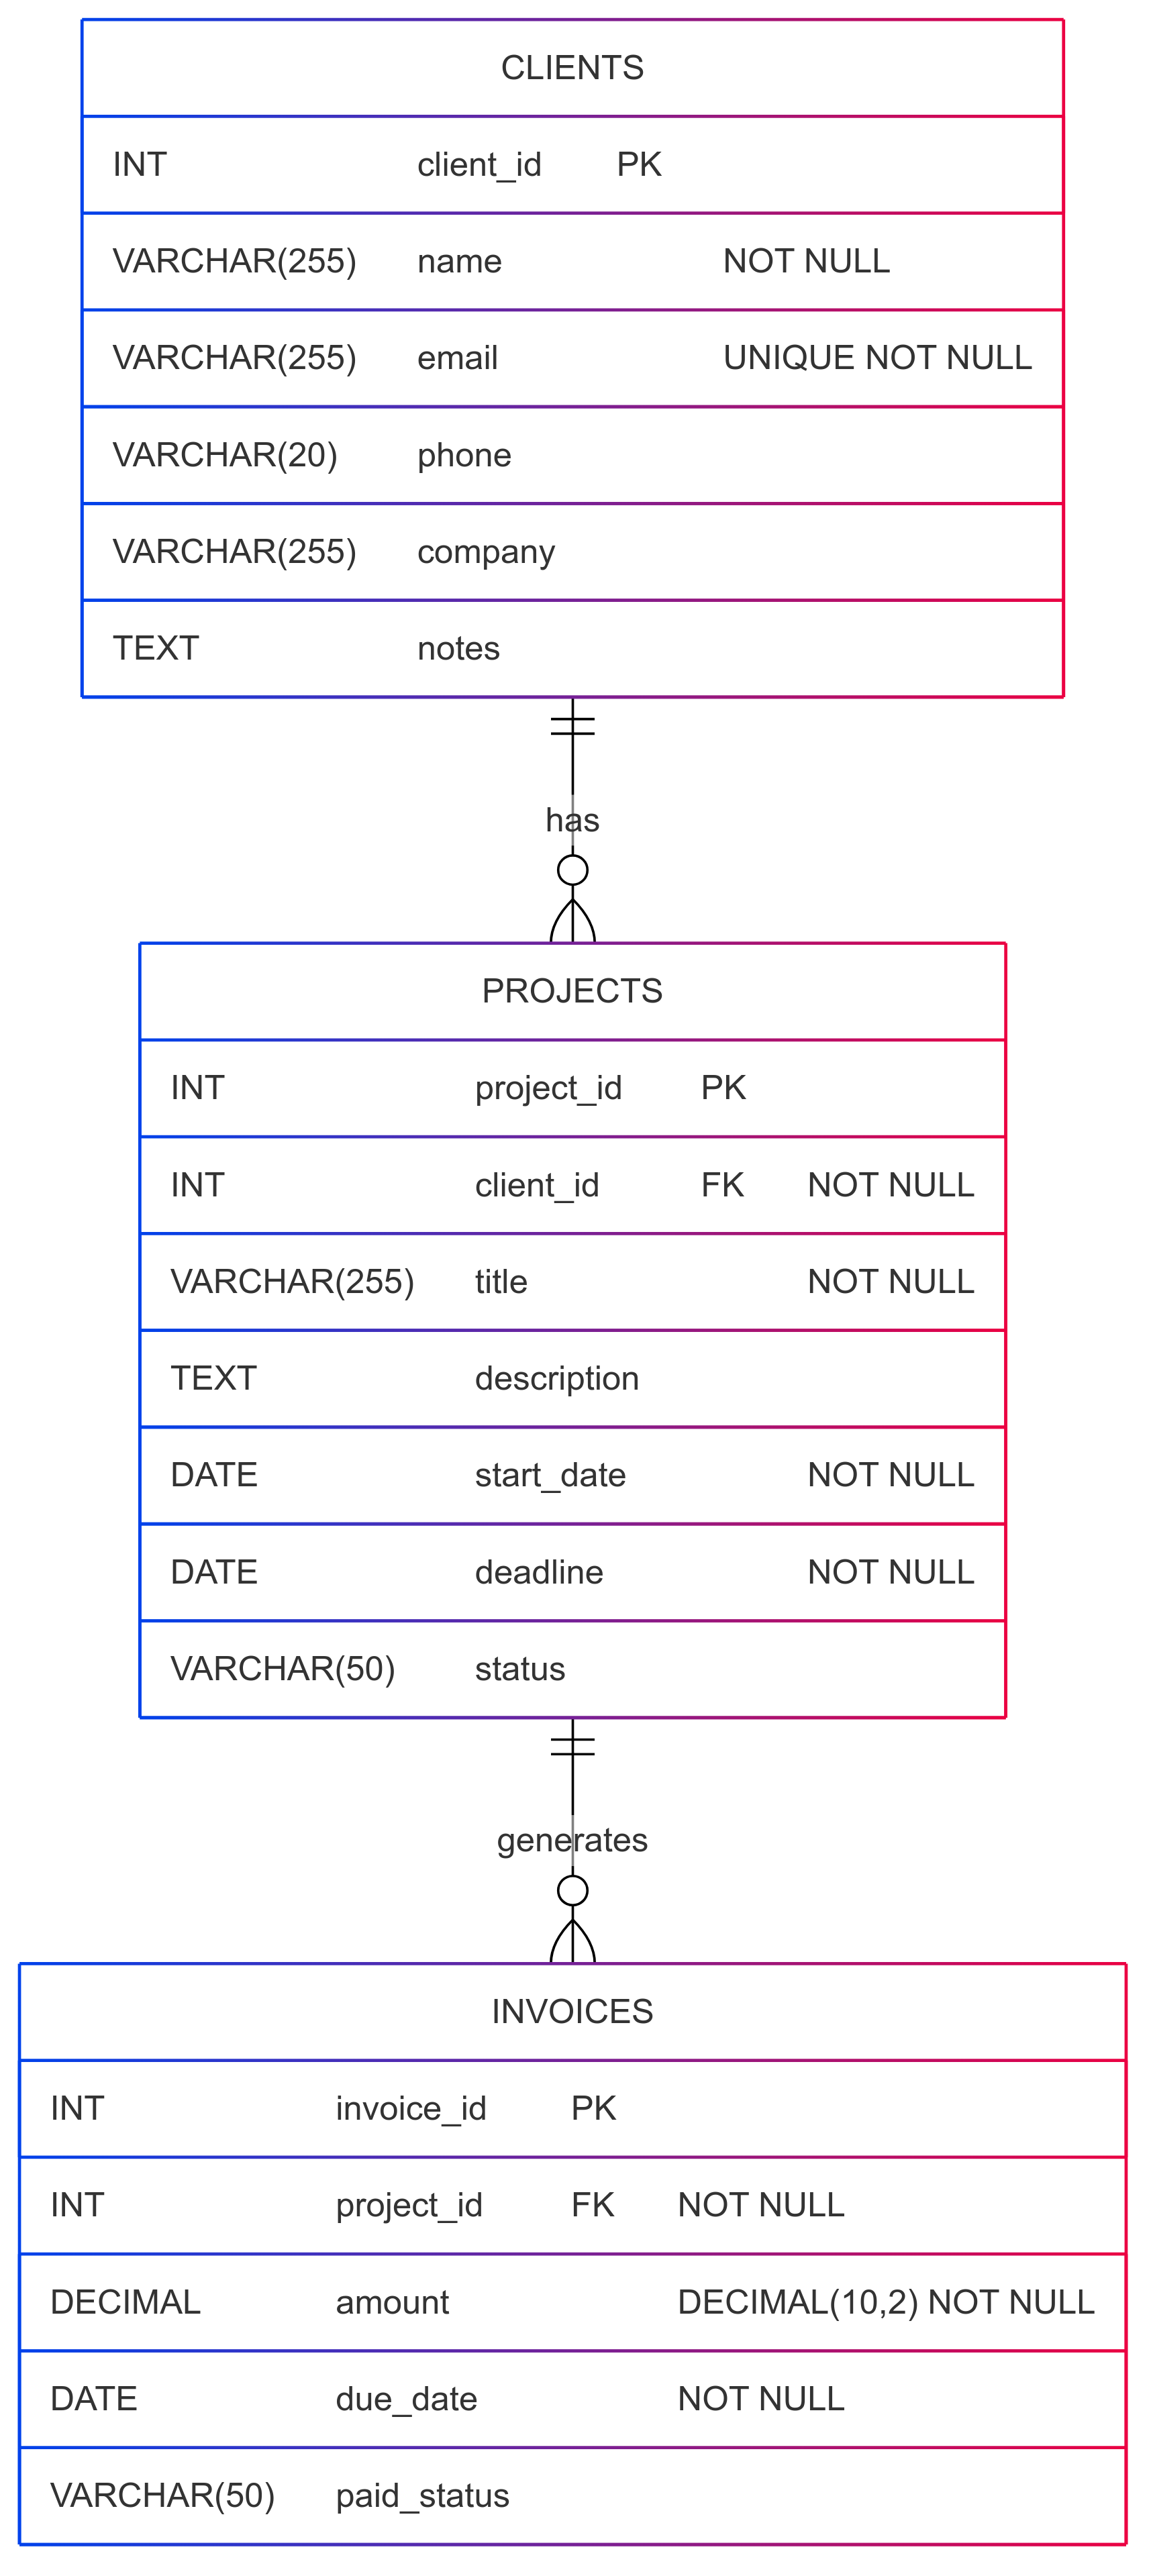 CLIENTS
INT client_id PK
VARCHAR(255) name NOT NULL
VARCHAR(255) email UNIQUE NOT NULL
VARCHAR(20) phone
VARCHAR(255) company
TEXT notes
has
PROJECTS
INT project_id PK
INT client_id FK NOT NULL
VARCHAR(255) title NOT NULL
TEXT description
DATE start_date NOT NULL
DATE deadline NOT NULL
VARCHAR(50) status
generates
INVOICES
INT invoice_id PK
INT project_id FK NOT NULL
DECIMAL amount DECIMAL(10,2) NOT NULL
DATE due_date NOT NULL
VARCHAR(50) paid_status